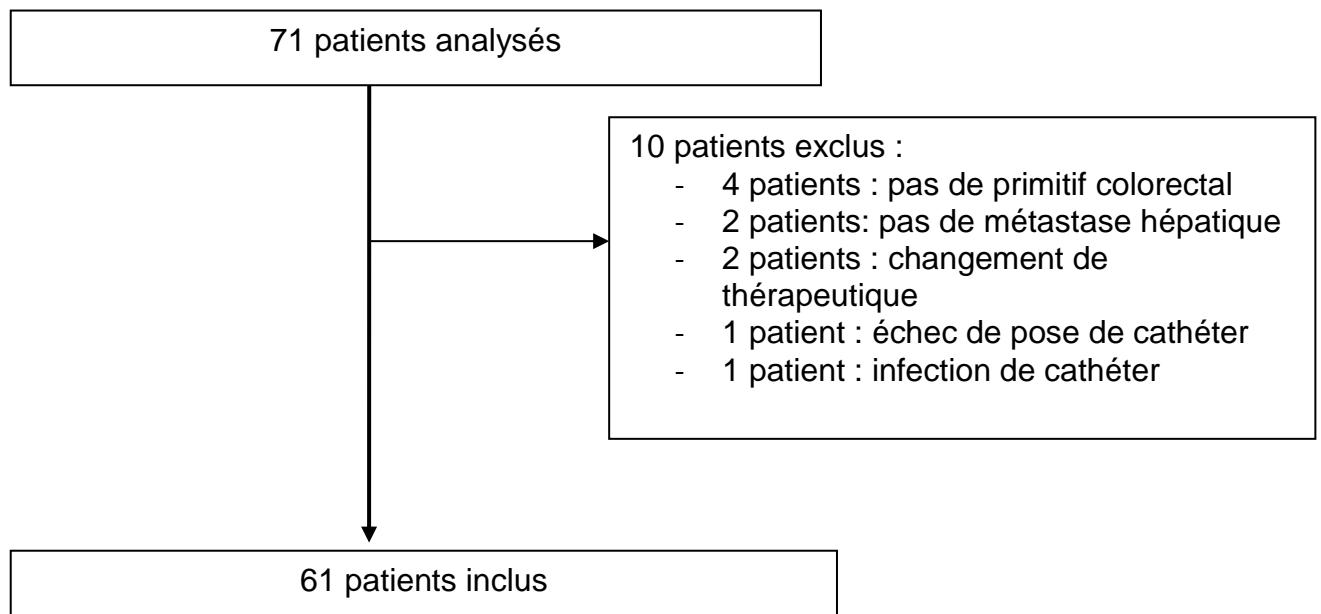 71 patients analysés
10 patients exclus :
- 4 patients : pas de primitif colorectal
- 2 patients: pas de métastase hépatique
- 2 patients : changement de
thérapeutique
- 1 patient : échec de pose de cathéter
- 1 patient : infection de cathéter
61 patients inclus